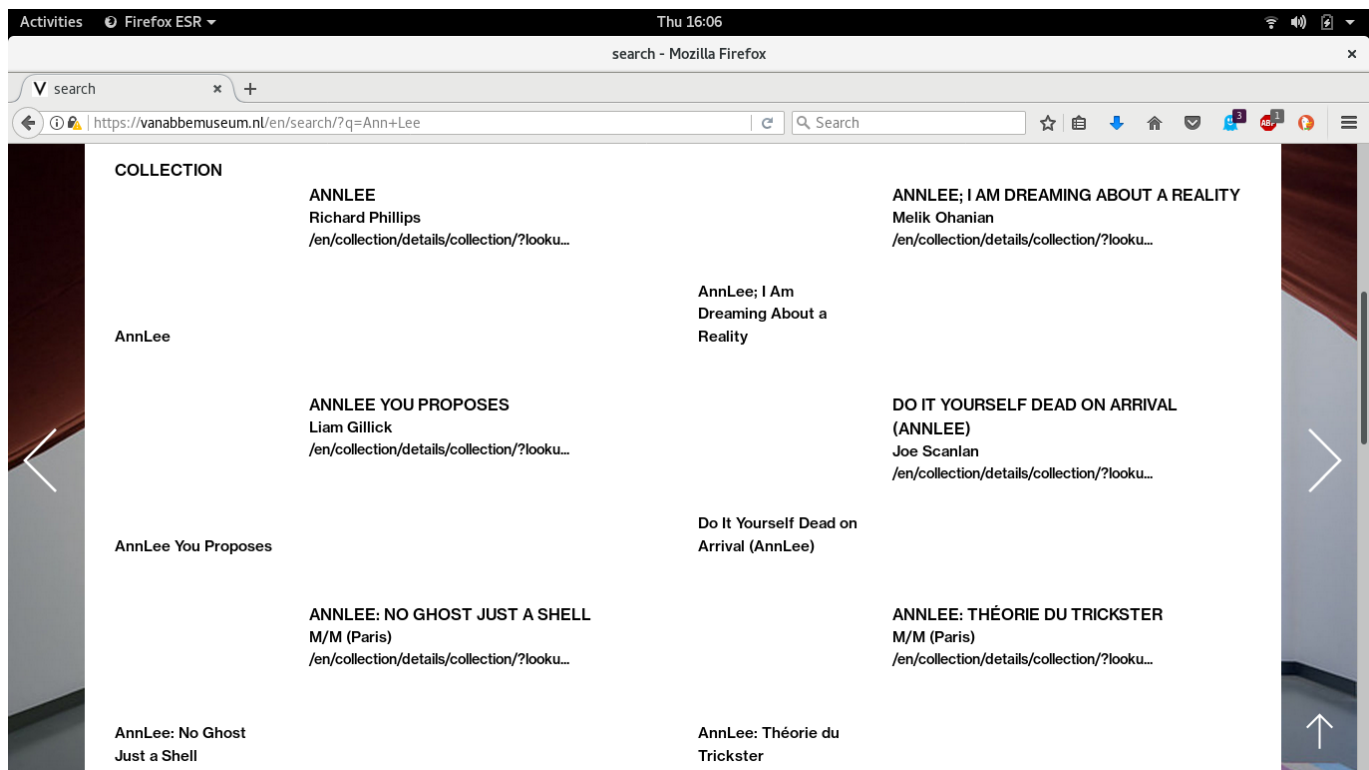 Activities Firefox ESR Thu 16:06
search - Mozilla Firefox ×
V search × +
https://vanabbemuseum.nl/en/search/?q=Ann+Lee Search 3 ABP 1
COLLECTION
ANNLEE
Richard Phillips
/en/collection/details/collection/?looku...
AnnLee
ANNLEE; I AM DREAMING ABOUT A REALITY
Melik Ohanian
/en/collection/details/collection/?looku...
AnnLee; I Am
Dreaming About a
Reality
ANNLEE YOU PROPOSES
Liam Gillick
/en/collection/details/collection/?looku...
AnnLee You Proposes
DO IT YOURSELF DEAD ON ARRIVAL
(ANNLEE)
Joe Scanlan
/en/collection/details/collection/?looku...
Do It Yourself Dead on
Arrival (AnnLee)
ANNLEE: NO GHOST JUST A SHELL
M/M (Paris)
/en/collection/details/collection/?looku...
AnnLee: No Ghost
Just a Shell
ANNLEE: THÉORIE DU TRICKSTER
M/M (Paris)
/en/collection/details/collection/?looku...
AnnLee: Théorie du
Trickster